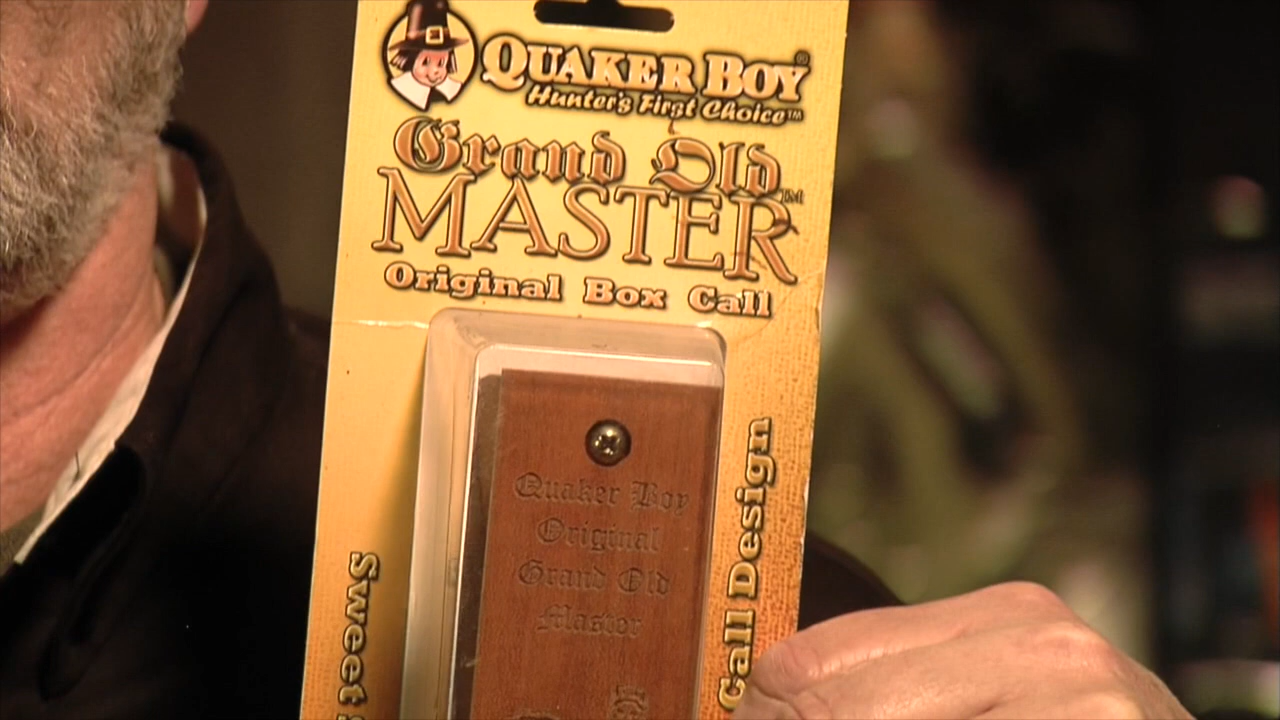 QUAKER BOY®
Hunter's First Choice™
Grand Old
MASTER™
Original Box Call
Quaker Boy
Original
Grand Old
Master
Sweet
Call Design